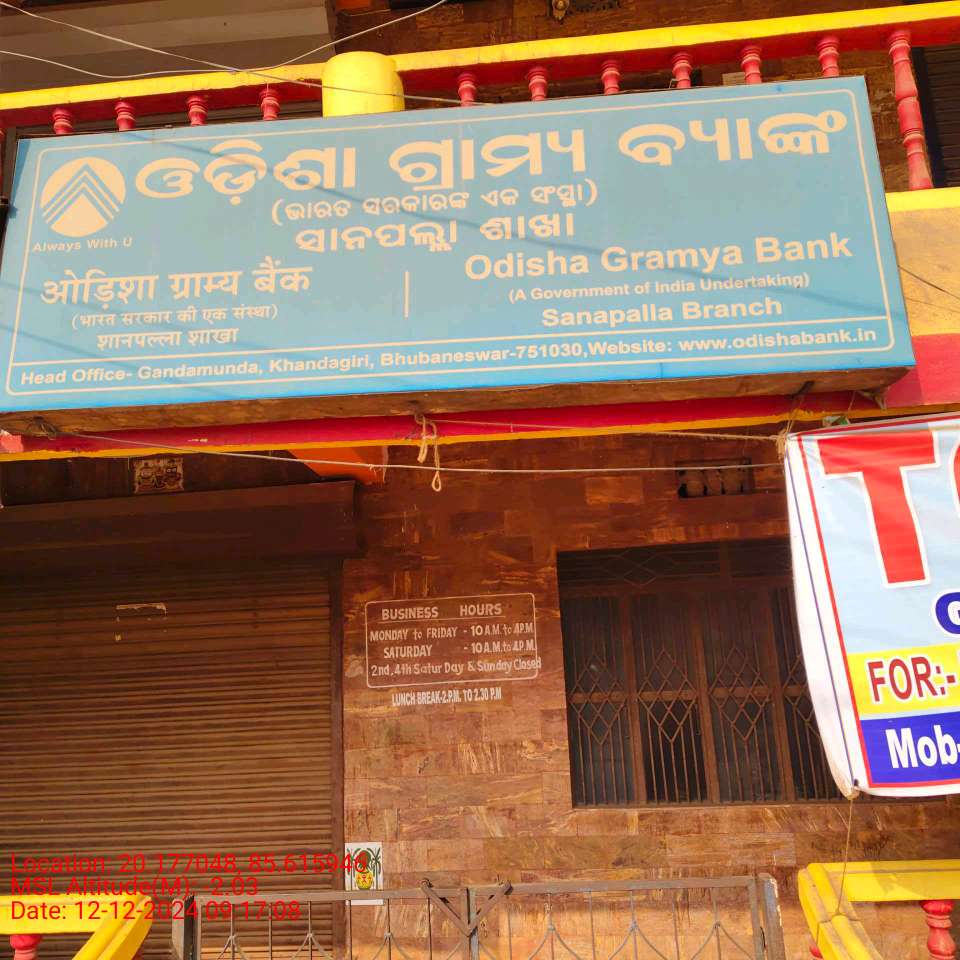 ଓଡ଼ିଶା ଗ୍ରାମ୍ୟ ବ୍ୟାଙ୍କ
(ଭାରତ ସରକାରଙ୍କ ଏକ ସଂସ୍ଥା)
ସାନପଲ୍ଲା ଶାଖା
Always With U
ओड़िशा ग्राम्य बैंक
(भारत सरकार की एक संस्था)
शानपल्ला शाखा
Odisha Gramya Bank
(A Government of India Undertaking)
Sanapalla Branch
Head Office- Gandamunda, Khandagiri, Bhubaneswar-751030,Website: www.odishabank.in
BUSINESS HOURS
MONDAY to FRIDAY - 10 A.M. to 4P.M.
SATURDAY - 10 A.M. to 4P.M.
2nd, 4th Satur Day & Sunday Closed
LUNCH BREAK-2.P.M. TO 2.30 P.M
FOR:-
Mob-
Location: 20.177048, 85.615946
MSL Altitude(M): 2.03
Date: 12-12-2024 09:17:08